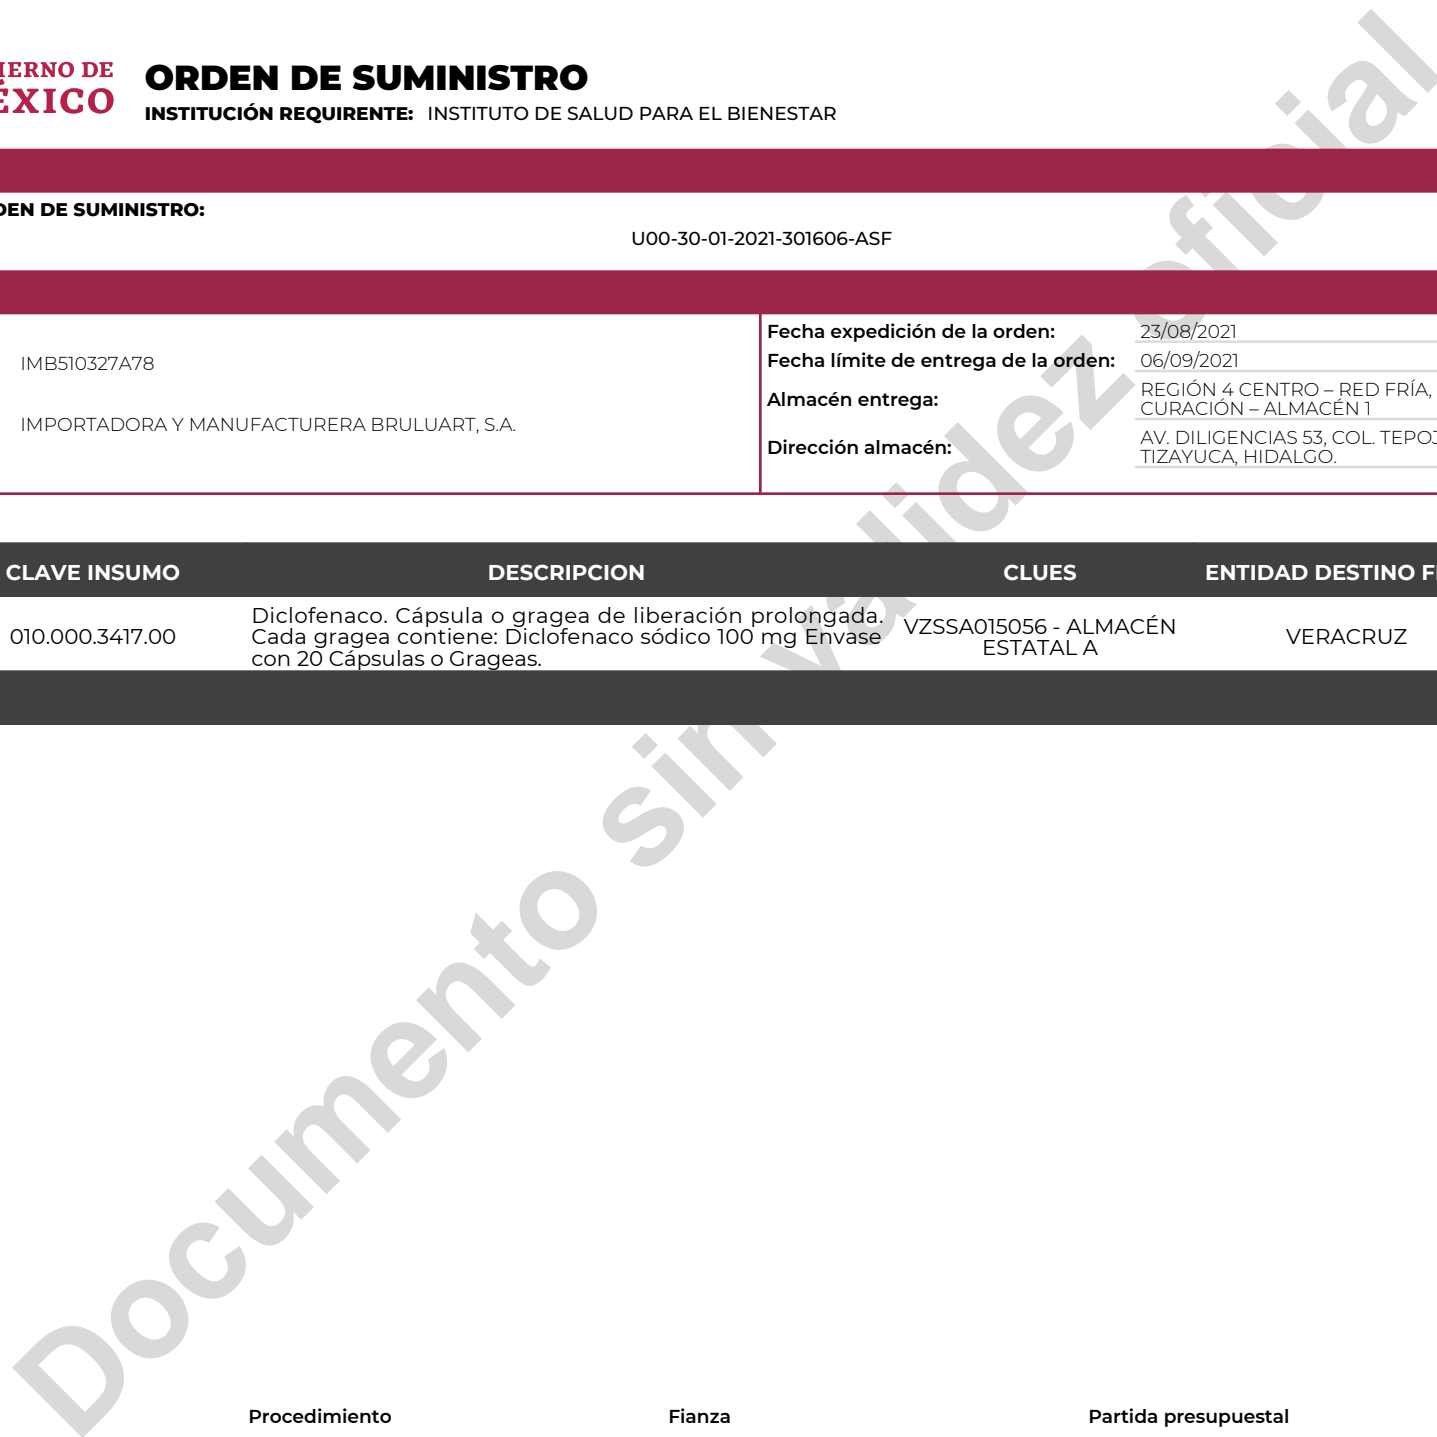 IERNO DE
ÉXICO
ORDEN DE SUMINISTRO
INSTITUCIÓN REQUIRENTE: INSTITUTO DE SALUD PARA EL BIENESTAR
DEN DE SUMINISTRO:
U00-30-01-2021-301606-ASF
IMB510327A78
IMPORTADORA Y MANUFACTURERA BRULUART, S.A.
Fecha expedición de la orden: 23/08/2021
Fecha límite de entrega de la orden: 06/09/2021
Almacén entrega: REGIÓN 4 CENTRO – RED FRÍA,
CURACIÓN – ALMACÉN 1
Dirección almacén: AV. DILIGENCIAS 53, COL. TEPOJ
TIZAYUCA, HIDALGO.
CLAVE INSUMO DESCRIPCION CLUES ENTIDAD DESTINO F
010.000.3417.00
Diclofenaco. Cápsula o gragea de liberación prolongada.
Cada gragea contiene: Diclofenaco sódico 100 mg Envase
con 20 Cápsulas o Grageas.
VZSSA015056 - ALMACÉN
ESTATAL A
VERACRUZ
Documento sin validez oficial
Procedimiento Fianza Partida presupuestal